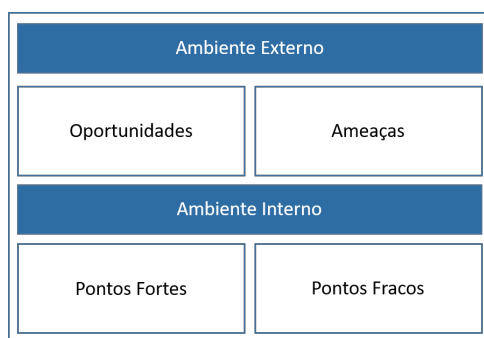 Ambiente Externo
Oportunidades
Ameaças
Ambiente Interno
Pontos Fortes
Pontos Fracos